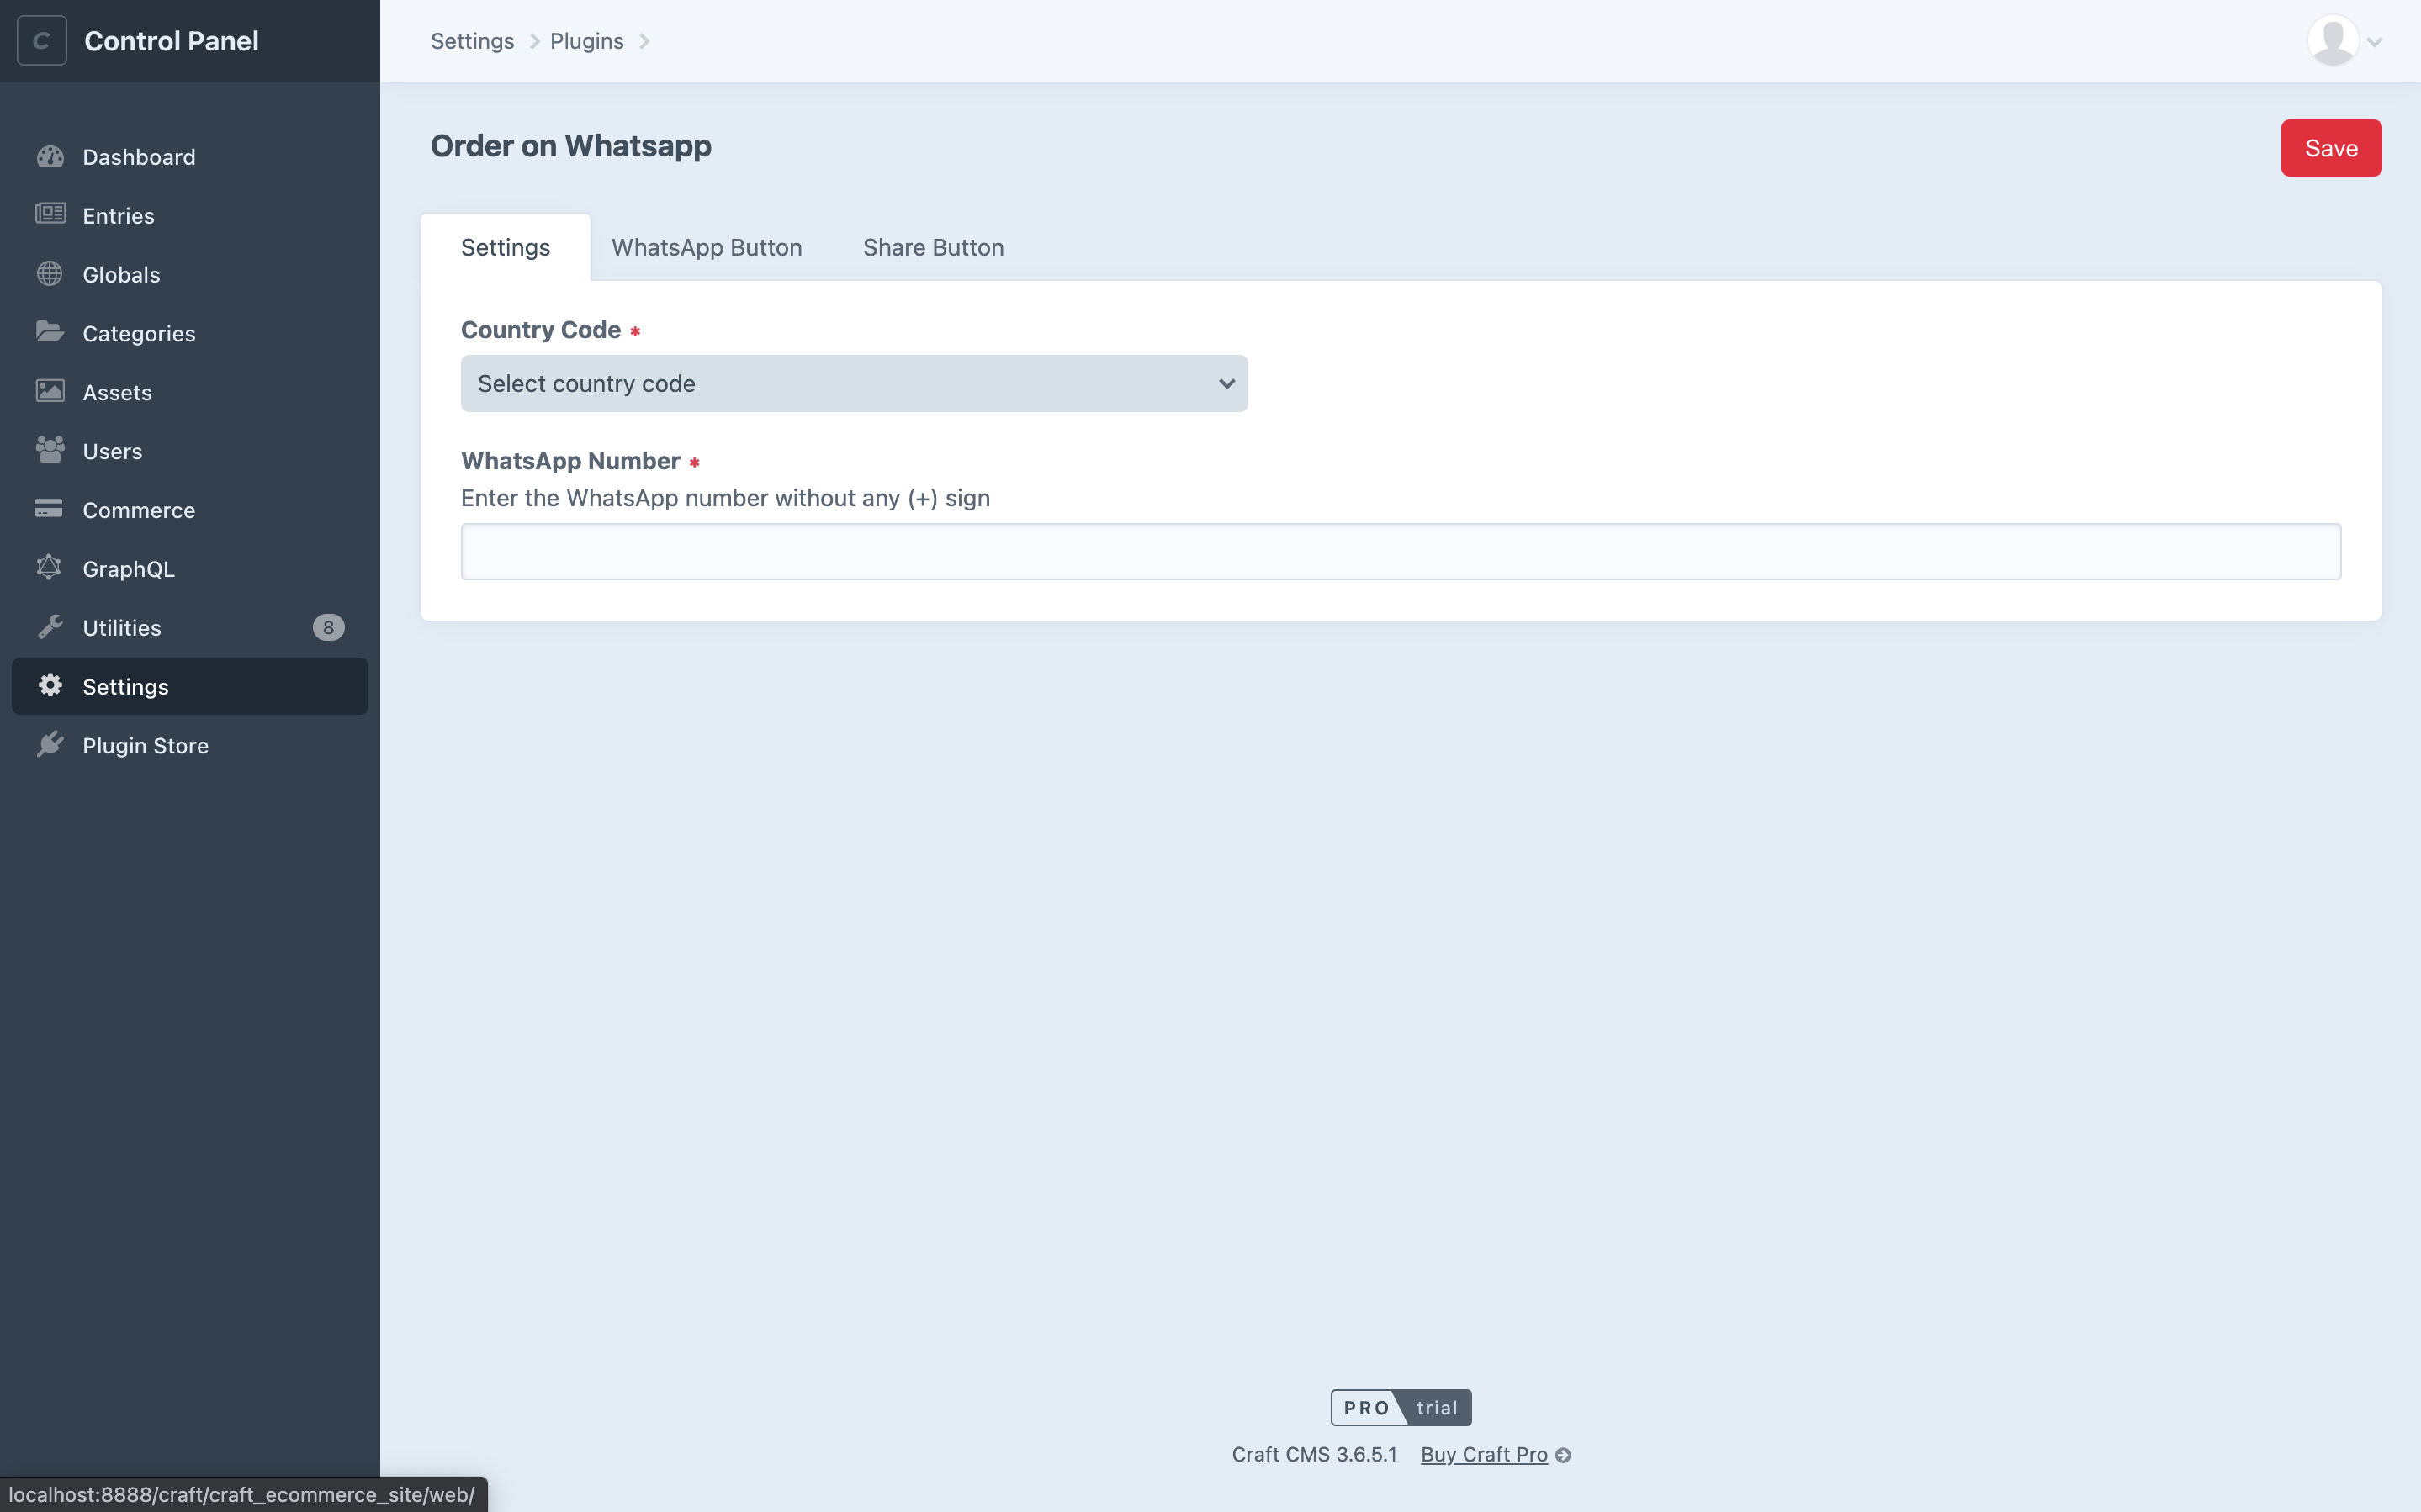 C Control Panel
Settings Plugins
Dashboard
Entries
Globals
Categories
Assets
Users
Commerce
GraphQL
Utilities 8
Settings
Plugin Store
Order on Whatsapp
Save
Settings WhatsApp Button Share Button
Country Code *
Select country code
WhatsApp Number *
Enter the WhatsApp number without any (+) sign
PRO trial
Craft CMS 3.6.5.1 Buy Craft Pro
localhost:8888/craft/craft_ecommerce_site/web/